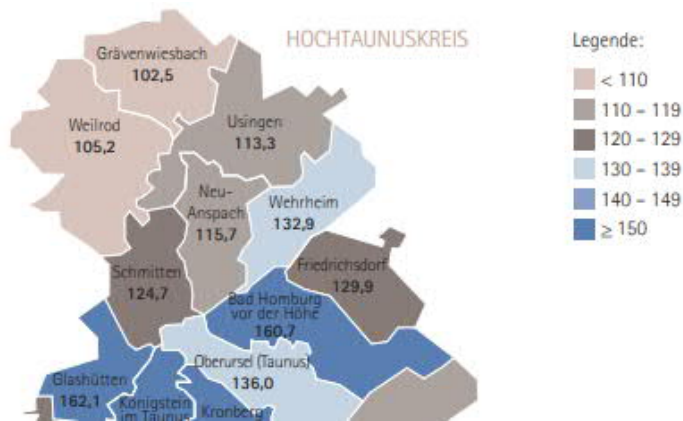 HOCHTAUNUSKREIS
Grävenwiesbach
102,5
Weilrod
105,2
Usingen
113,3
Neu-
Anspach
115,7
Wehrheim
132,9
Schmitten
124,7
Friedrichsdorf
129,9
Bad Homburg
vor der Höhe
160,7
Oberursel (Taunus)
136,0
Glashütten
162,1
Königstein
im Taunus
Kronberg
Legende:
< 110
110 – 119
120 – 129
130 – 139
140 – 149
≥ 150